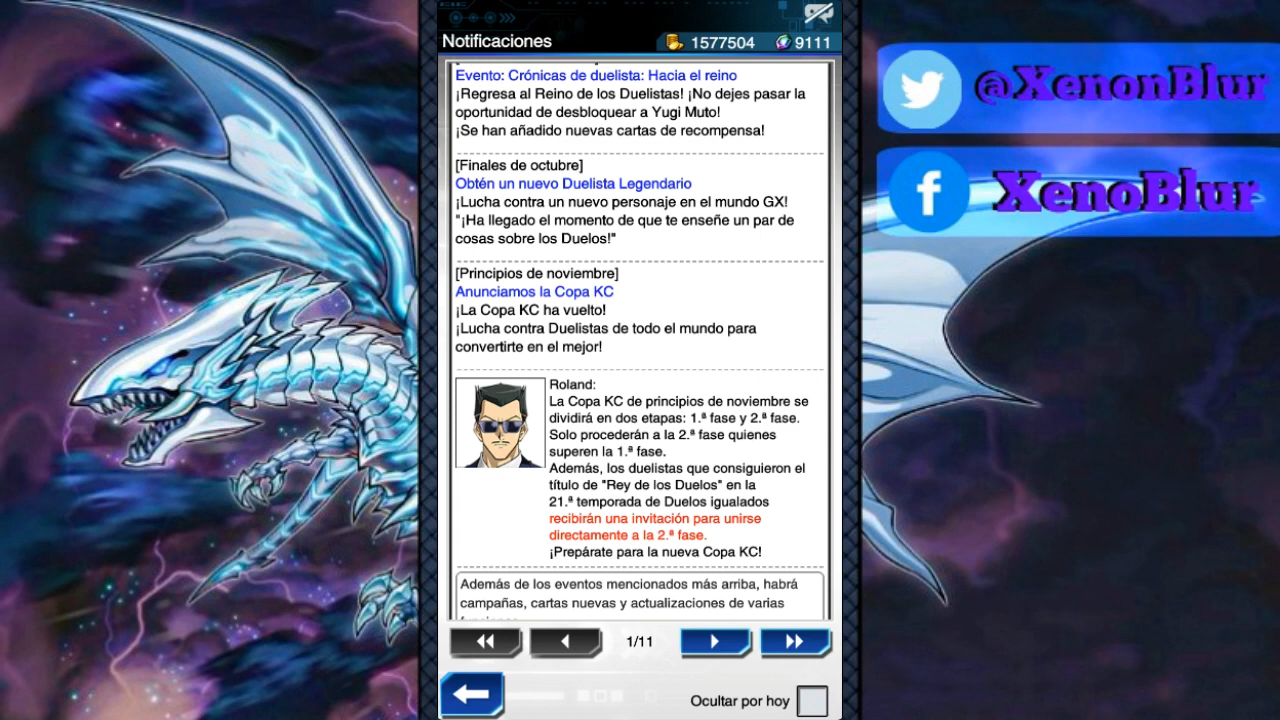 Notificaciones
1577504
9111
Evento: Crónicas de duelista: Hacia el reino
¡Regresa al Reino de los Duelistas! ¡No dejes pasar la
oportunidad de desbloquear a Yugi Muto!
¡Se han añadido nuevas cartas de recompensa!
[Finales de octubre]
Obtén un nuevo Duelista Legendario
¡Lucha contra un nuevo personaje en el mundo GX!
"¡Ha llegado el momento de que te enseñe un par de
cosas sobre los Duelos!"
[Principios de noviembre]
Anunciamos la Copa KC
¡La Copa KC ha vuelto!
¡Lucha contra Duelistas de todo el mundo para
convertirte en el mejor!
Roland:
La Copa KC de principios de noviembre se
dividirá en dos etapas: 1.ª fase y 2.ª fase.
Solo procederán a la 2.ª fase quienes
superen la 1.ª fase.
Además, los duelistas que consiguieron el
título de "Rey de los Duelos" en la
21.ª temporada de Duelos igualados
recibirán una invitación para unirse
directamente a la 2.ª fase.
¡Prepárate para la nueva Copa KC!
Además de los eventos mencionados más arriba, habrá
campañas, cartas nuevas y actualizaciones de varias
1/11
Ocultar por hoy
@XenonBlur
f
XenoBlur